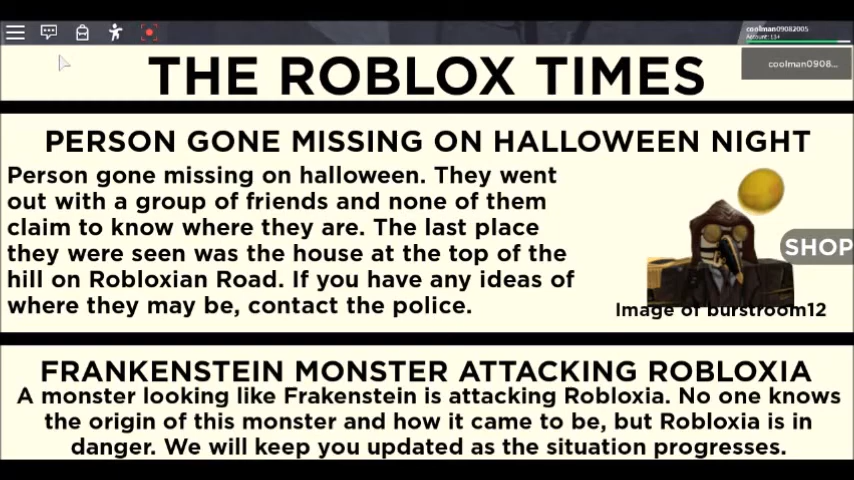 coolman09082005
Account: 13+
coolman0908...
THE ROBLOX TIMES
PERSON GONE MISSING ON HALLOWEEN NIGHT
Person gone missing on halloween. They went
out with a group of friends and none of them
claim to know where they are. The last place
they were seen was the house at the top of the
hill on Robloxian Road. If you have any ideas of
where they may be, contact the police.
SHOP
Image of burstroom12
FRANKENSTEIN MONSTER ATTACKING ROBLOXIA
A monster looking like Frakenstein is attacking Robloxia. No one knows
the origin of this monster and how it came to be, but Robloxia is in
danger. We will keep you updated as the situation progresses.